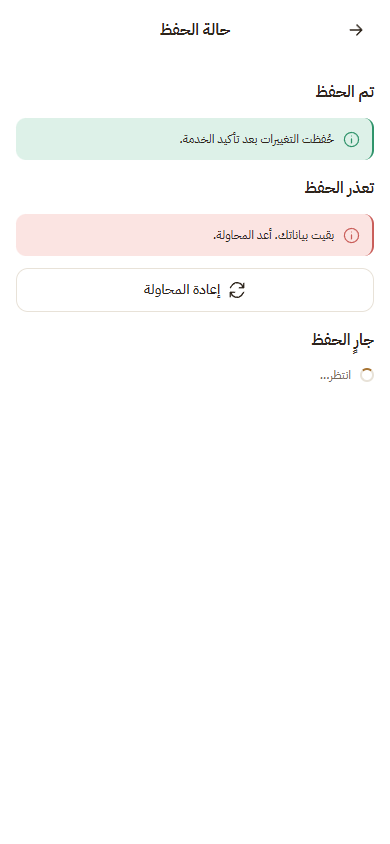 حالة الحفظ
تم الحفظ
حُفظت التغييرات بعد تأكيد الخدمة.
تعذر الحفظ
بقيت بياناتك. أعد المحاولة.
إعادة المحاولة
جارٍ الحفظ
انتظر...